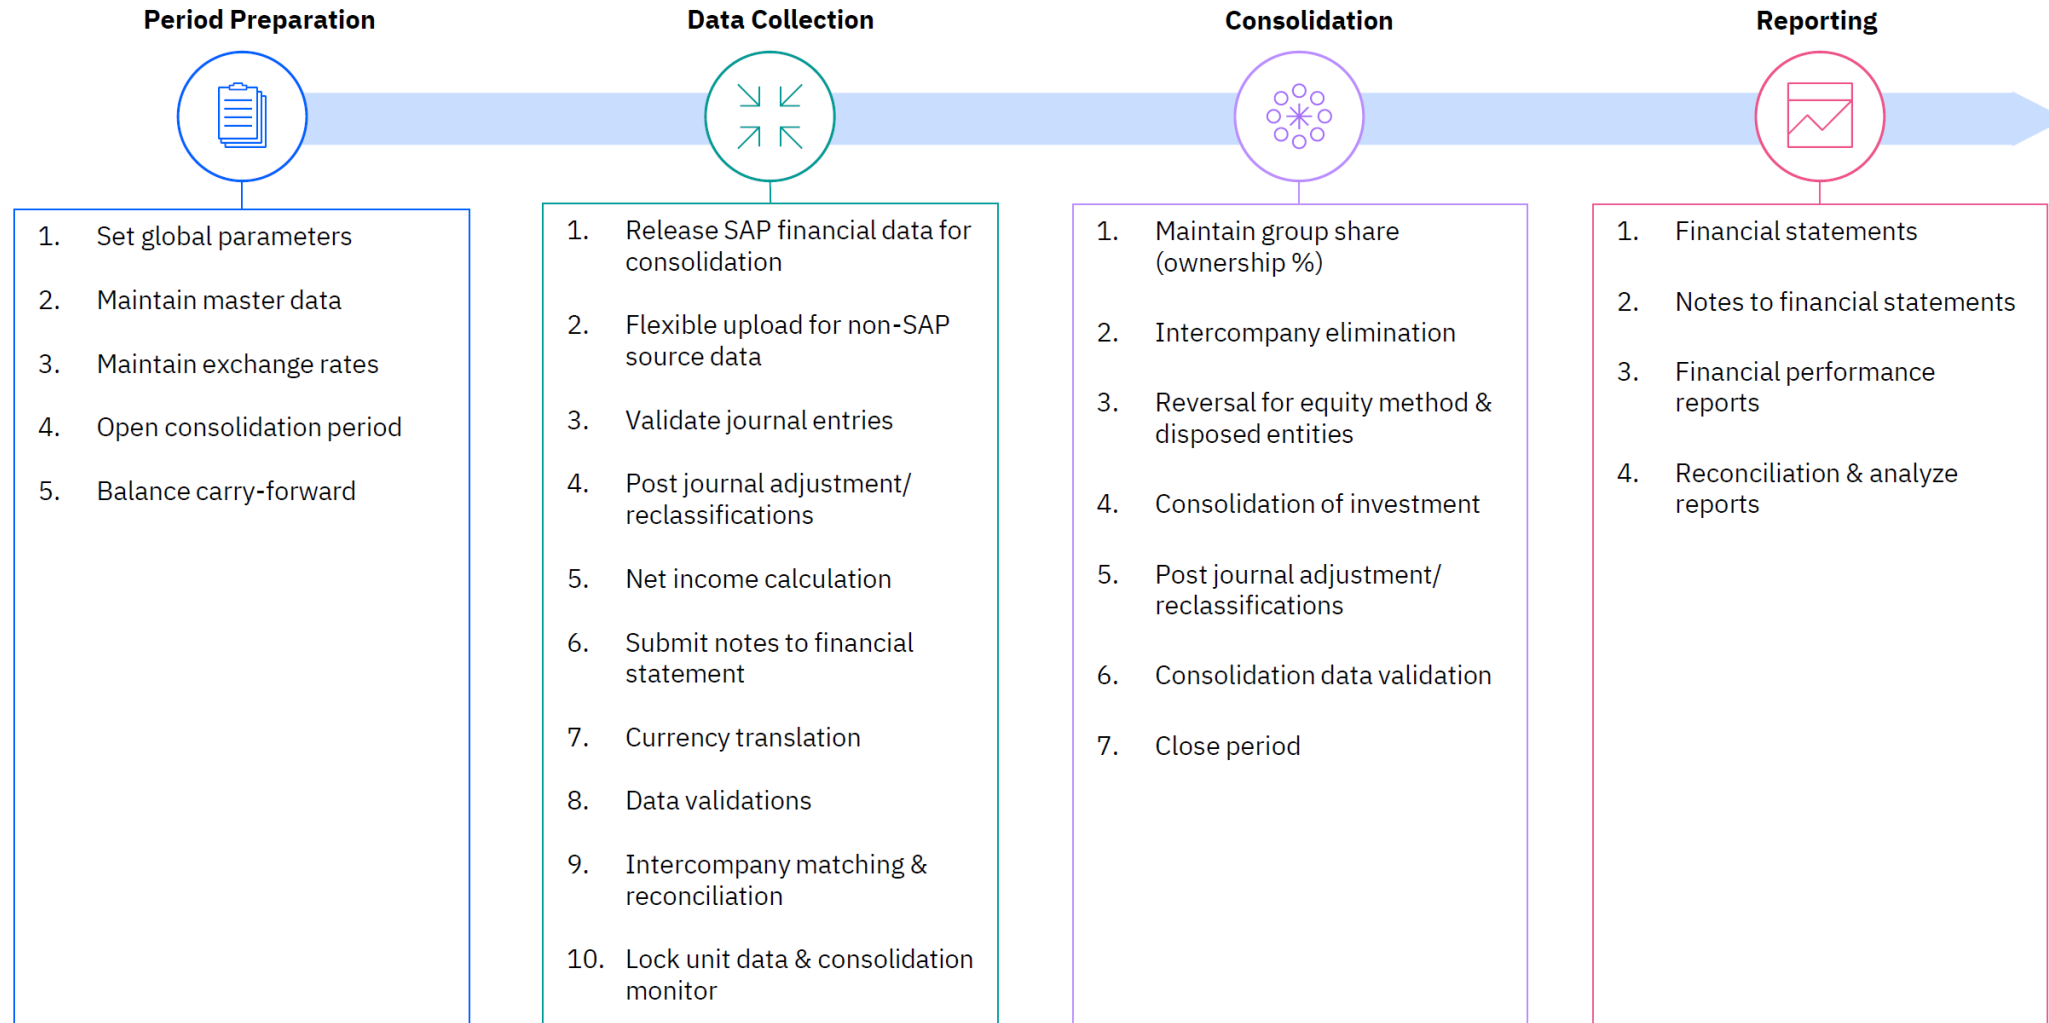 Period Preparation
1. Set global parameters
2. Maintain master data
3. Maintain exchange rates
4. Open consolidation period
5. Balance carry-forward
Data Collection
1. Release SAP financial data for
consolidation
2. Flexible upload for non-SAP
source data
3. Validate journal entries
4. Post journal adjustment/
reclassifications
5. Net income calculation
6. Submit notes to financial
statement
7. Currency translation
8. Data validations
9. Intercompany matching &
reconciliation
10. Lock unit data & consolidation
monitor
Consolidation
1. Maintain group share
(ownership %)
2. Intercompany elimination
3. Reversal for equity method &
disposed entities
4. Consolidation of investment
5. Post journal adjustment/
reclassifications
6. Consolidation data validation
7. Close period
Reporting
1. Financial statements
2. Notes to financial statements
3. Financial performance
reports
4. Reconciliation & analyze
reports